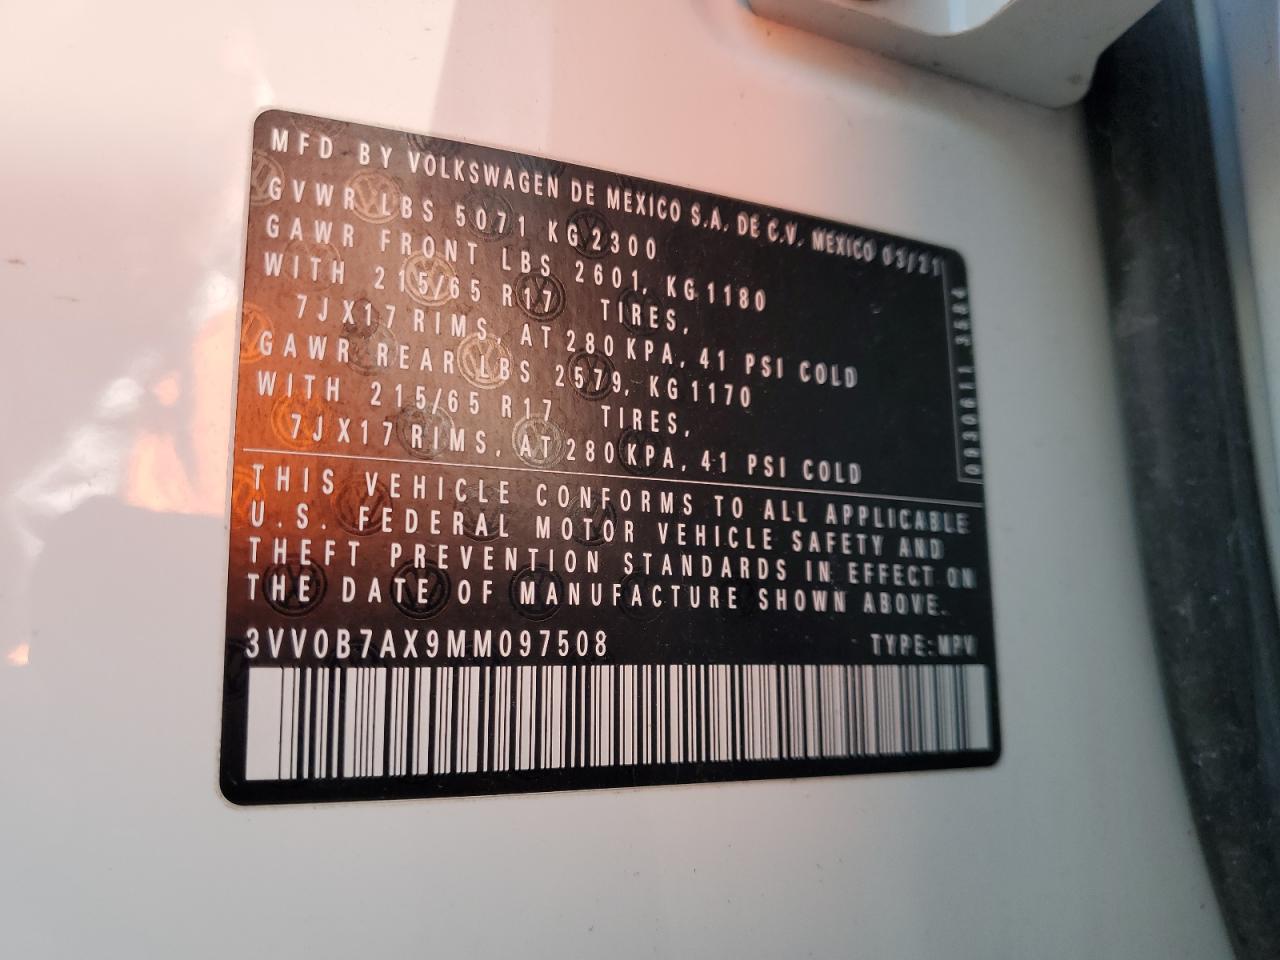 MFD BY VOLKSWAGEN DE MEXICO S.A. DE C.V. MEXICO 03/21
GVWR LBS 5071 KG 2300
GAWR FRONT LBS 2601, KG 1180
WITH 215/65 R17 TIRES,
7JX17 RIMS, AT 280 KPA, 41 PSI COLD
GAWR REAR LBS 2579, KG 1170
WITH 215/65 R17 TIRES,
7JX17 RIMS, AT 280 KPA, 41 PSI COLD
THIS VEHICLE CONFORMS TO ALL APPLICABLE
U.S. FEDERAL MOTOR VEHICLE SAFETY AND
THEFT PREVENTION STANDARDS IN EFFECT ON
THE DATE OF MANUFACTURE SHOWN ABOVE.
3VV0B7AX9MM097508 TYPE:MPV